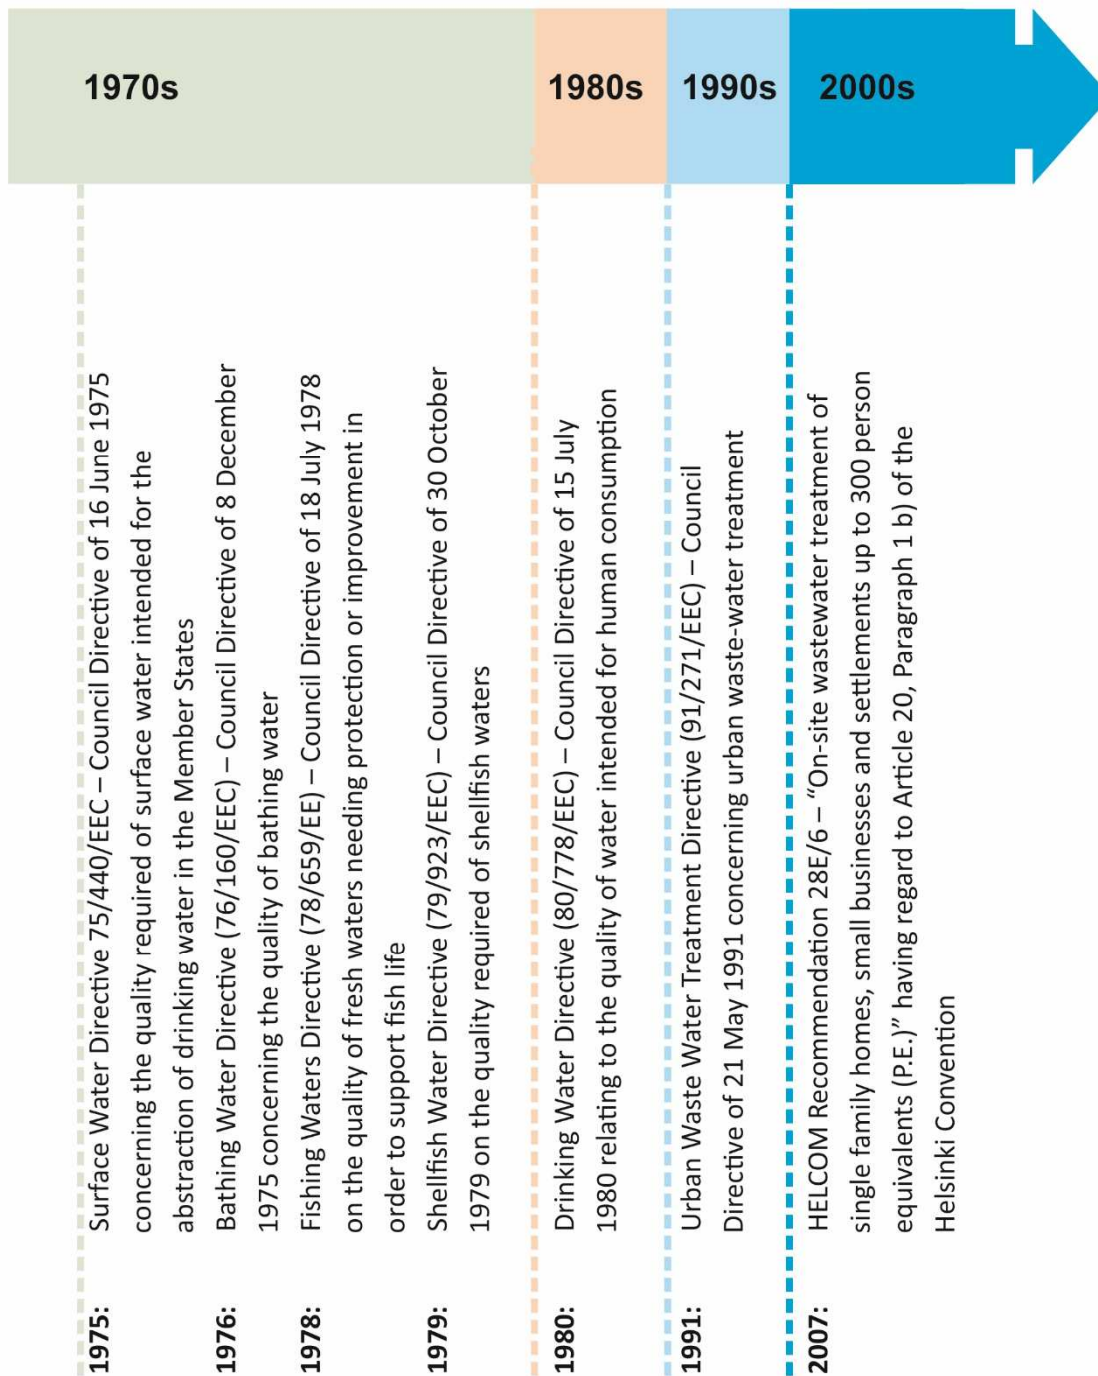 1970s
1980s
1990s
2000s
1975:
Surface Water Directive 75/440/EEC – Council Directive of 16 June 1975
concerning the quality required of surface water intended for the
abstraction of drinking water in the Member States
1976:
Bathing Water Directive (76/160/EEC) – Council Directive of 8 December
1975 concerning the quality of bathing water
1978:
Fishing Waters Directive (78/659/EE) – Council Directive of 18 July 1978
on the quality of fresh waters needing protection or improvement in
order to support fish life
1979:
Shellfish Water Directive (79/923/EEC) – Council Directive of 30 October
1979 on the quality required of shellfish waters
1980:
Drinking Water Directive (80/778/EEC) – Council Directive of 15 July
1980 relating to the quality of water intended for human consumption
1991:
Urban Waste Water Treatment Directive (91/271/EEC) – Council
Directive of 21 May 1991 concerning urban waste-water treatment
2007:
HELCOM Recommendation 28E/6 – “On-site wastewater treatment of
single family homes, small businesses and settlements up to 300 person
equivalents (P.E.)” having regard to Article 20, Paragraph 1 b) of the
Helsinki Convention